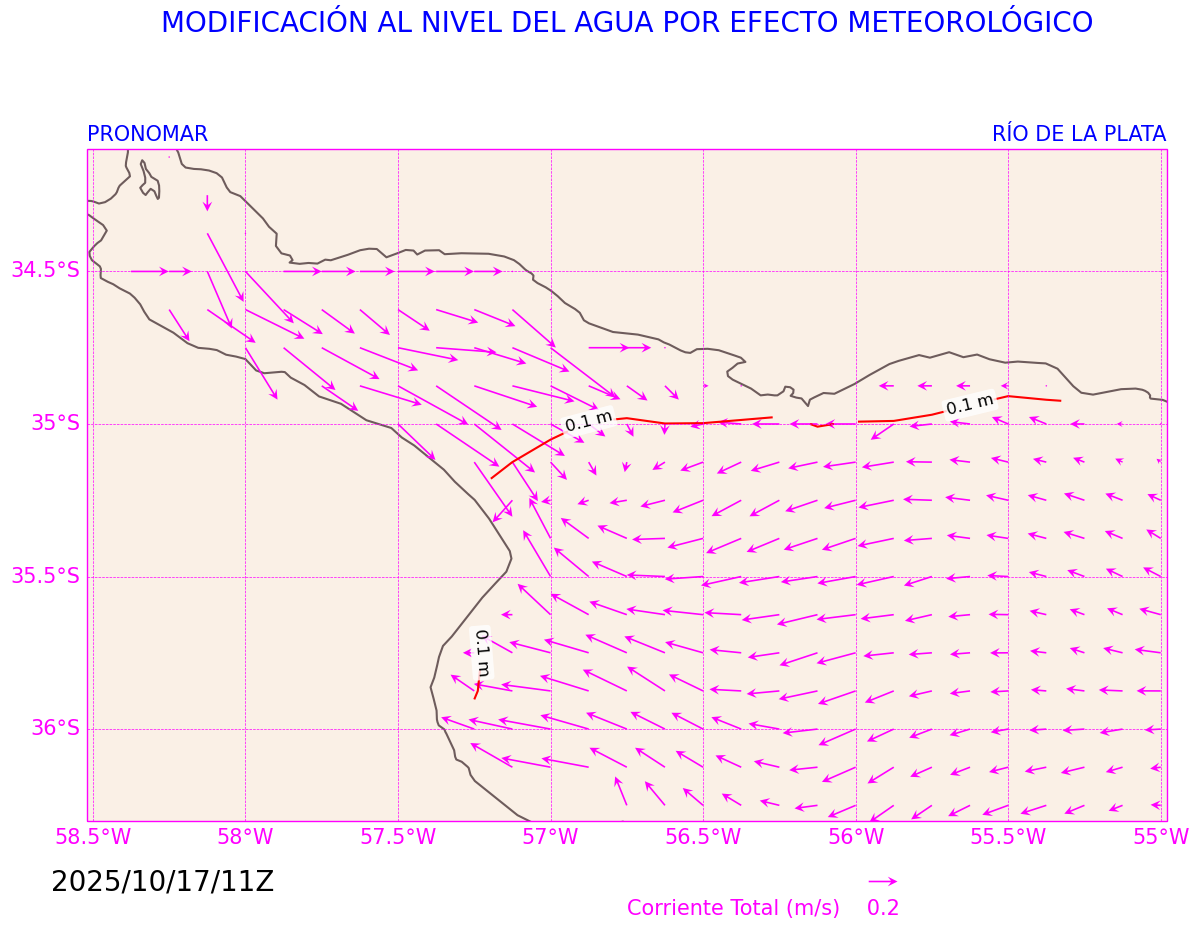 MODIFICACIÓN AL NIVEL DEL AGUA POR EFECTO METEOROLÓGICO
PRONOMAR
RÍO DE LA PLATA
34.5°S
35°S
35.5°S
36°S
0.1 m
0.1 m
0.1 m
58.5°W
58°W
57.5°W
57°W
56.5°W
56°W
55.5°W
55°W
2025/10/17/11Z
Corriente Total (m/s) 0.2